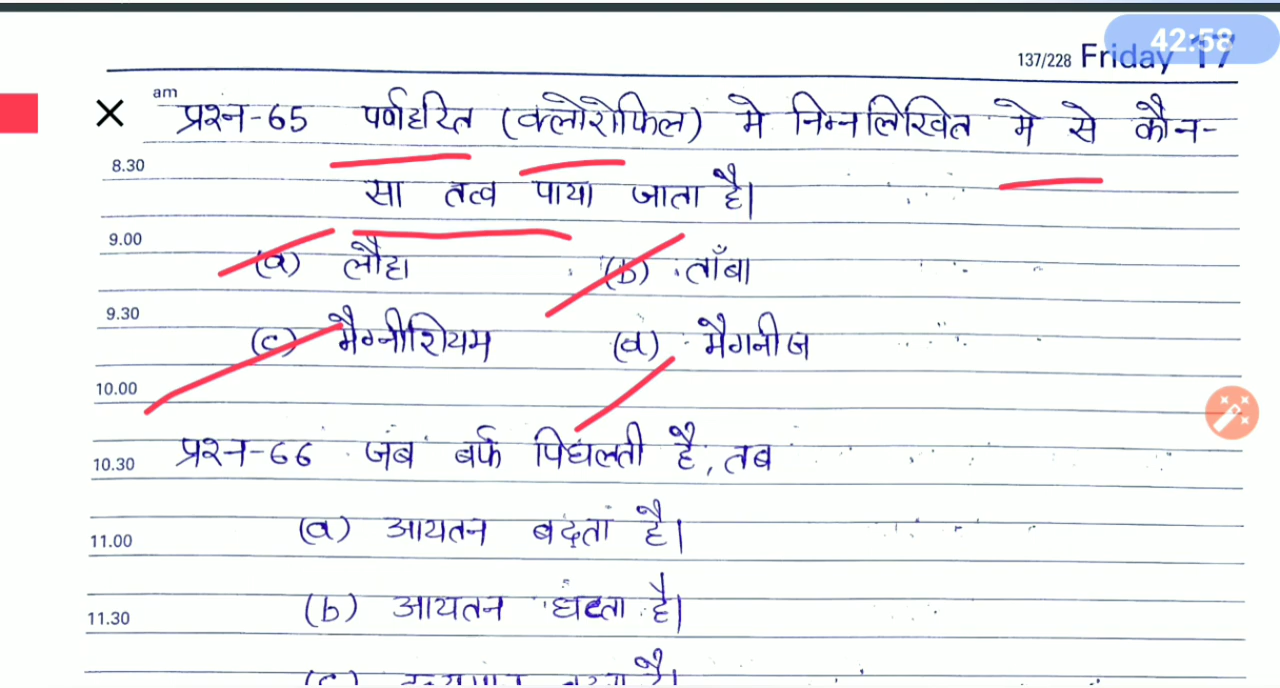 42:58
137/228 Friday 17
am
× प्रश्न-65 पर्णहरित (क्लोरोफिल) मे निम्नलिखित मे से कौन-
8.30 सा तत्व पाया जाता है।
9.00 (a) लौहा (b) ताँबा
9.30 (c) मैग्नीशियम (d) मैगनीज
10.00
10.30 प्रश्न-66 जब बर्फ पिघलती है, तब
11.00 (a) आयतन बढ़ता है।
11.30 (b) आयतन घटता है।
(c) है।